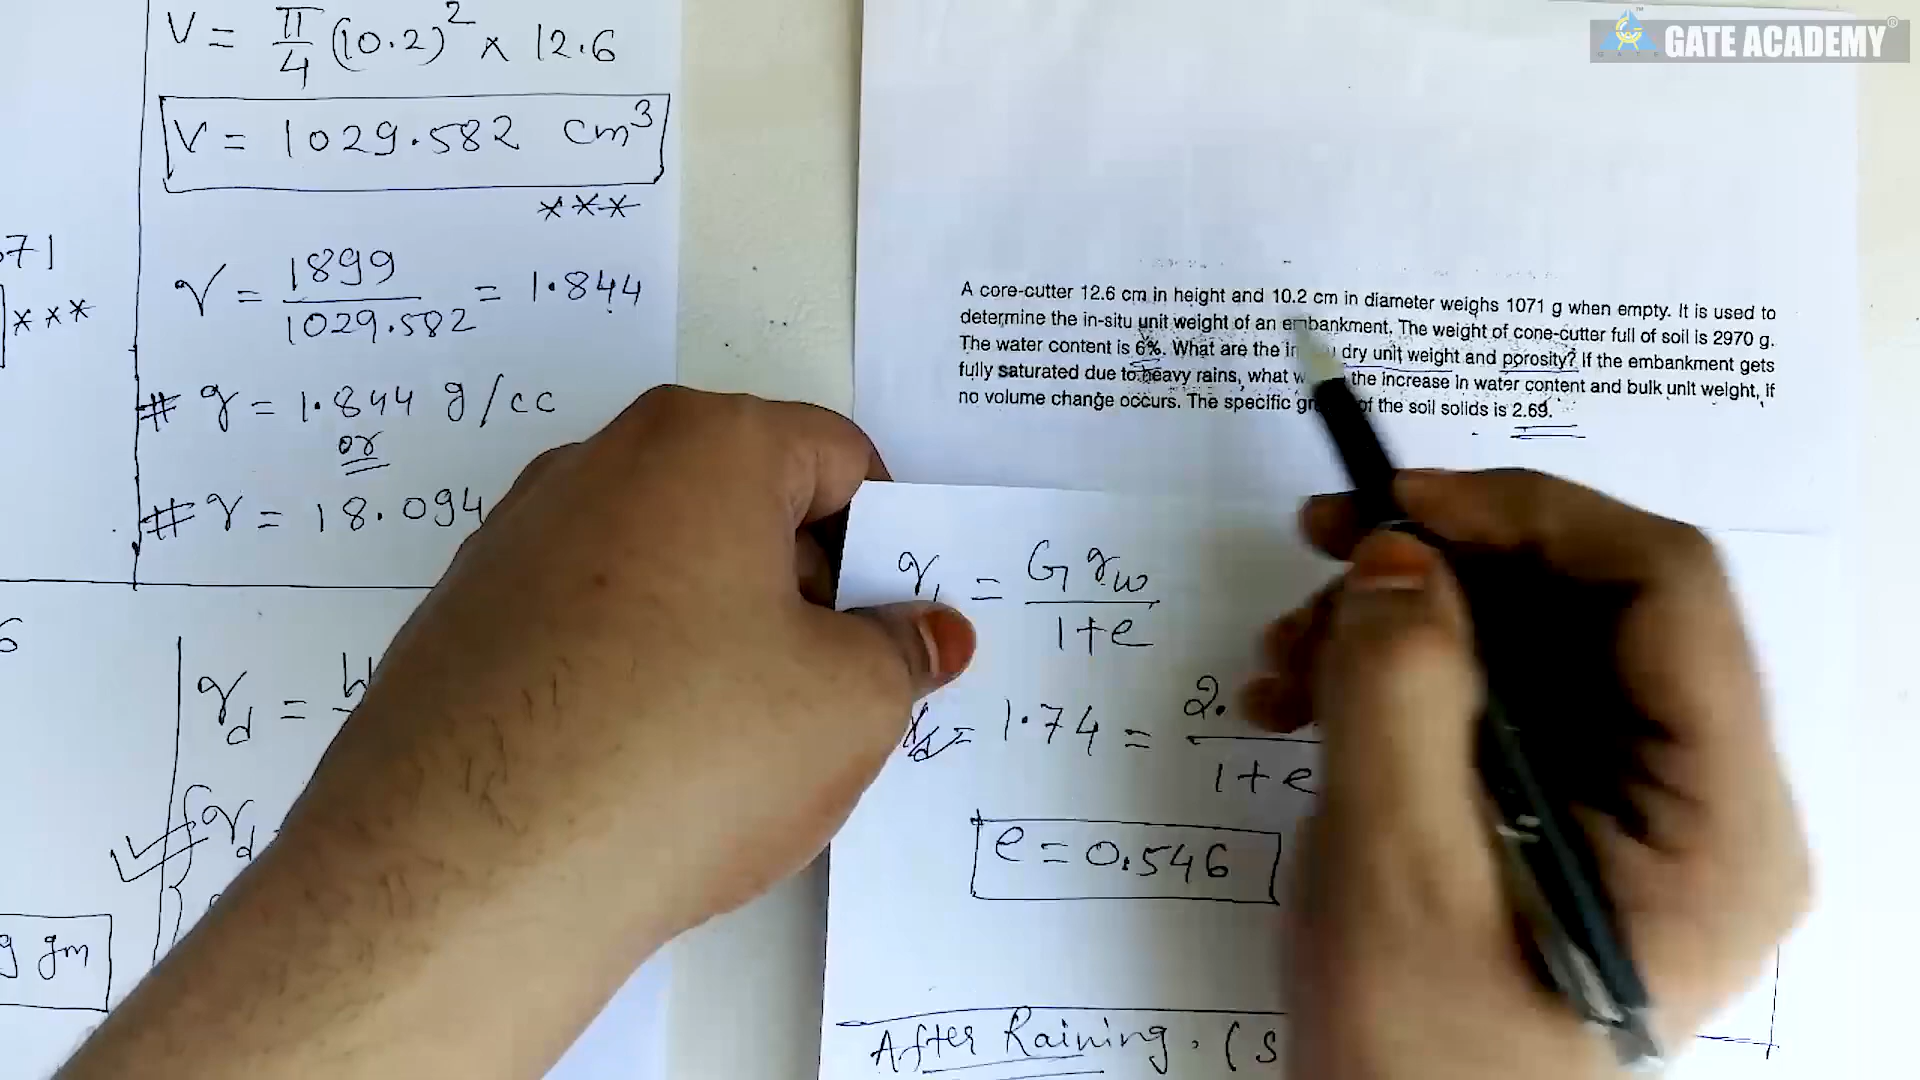 V = π/4 (10.2)² × 12.6
V = 1029.582 cm³
***
71
***
γ = 1899/1029.582 = 1.844
# g = 1.844 g/cc
or
# γ = 18.094
6
γd =
γd
g gm
GATE ACADEMY
A core-cutter 12.6 cm in height and 10.2 cm in diameter weighs 1071 g when empty. It is used to
determine the in-situ unit weight of an embankment. The weight of cone-cutter full of soil is 2970 g.
The water content is 6%. What are the dry unit weight and porosity? If the embankment gets
fully saturated due to heavy rains, what the increase in water content and bulk unit weight, if
no volume change occurs. The specific of the soil solids is 2.69.
γ = G γw / 1+e
γd = 1.74 = 2. / 1+e
e = 0.546
After Raining. (S